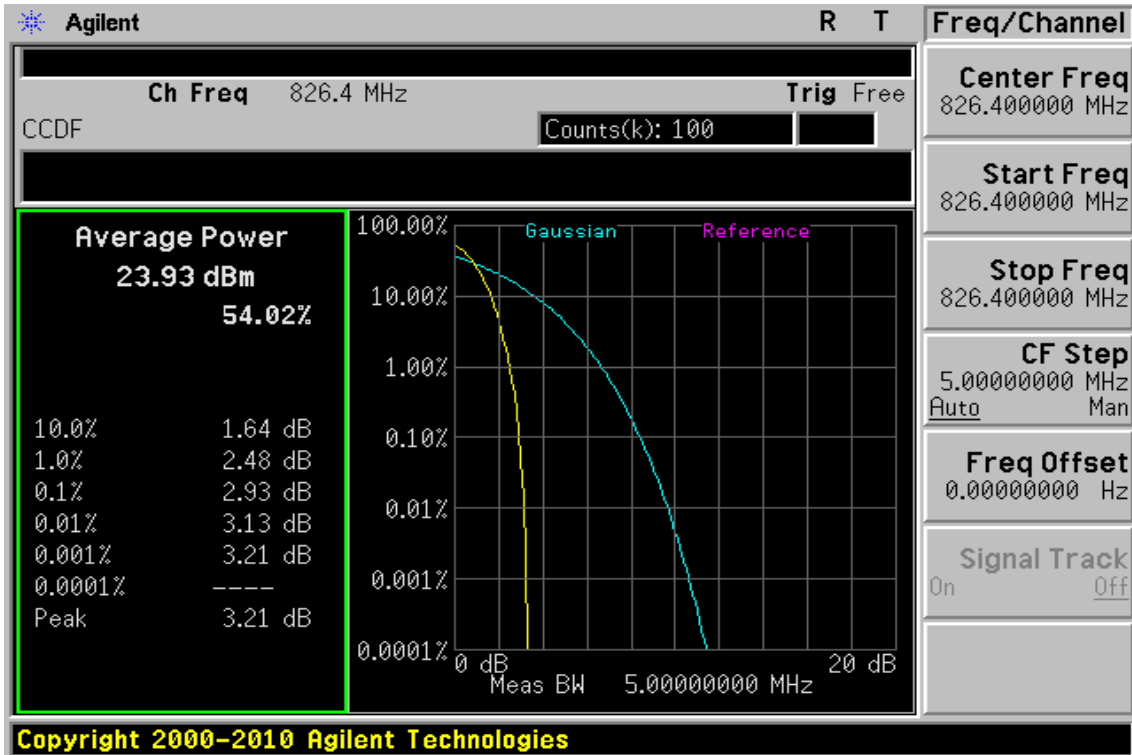 Agilent R T
Ch Freq 826.4 MHz Trig Free
CCDF Counts(k): 100
Average Power
23.93 dBm
54.02%
10.0% 1.64 dB
1.0% 2.48 dB
0.1% 2.93 dB
0.01% 3.13 dB
0.001% 3.21 dB
0.0001% ----
Peak 3.21 dB
100.00%
Gaussian Reference
10.00%
1.00%
0.10%
0.01%
0.001%
0.0001%
0 dB 20 dB
Meas BW 5.00000000 MHz
Freq/Channel
Center Freq
826.400000 MHz
Start Freq
826.400000 MHz
Stop Freq
826.400000 MHz
CF Step
5.00000000 MHz
Auto Man
Freq Offset
0.00000000 Hz
Signal Track
On Off
Copyright 2000-2010 Agilent Technologies